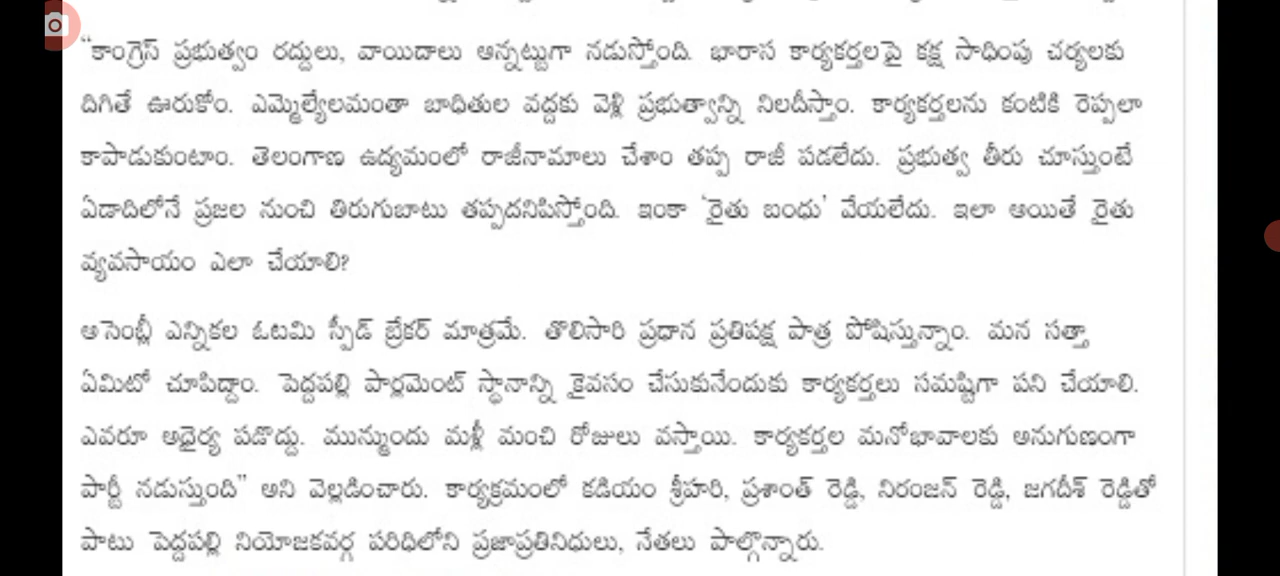 “కాంగ్రెస్ ప్రభుత్వం రద్దులు, వాయిదాలు అన్నట్టుగా నడుస్తోంది. భారాస కార్యకర్తలపై కక్ష సాధింపు చర్యలకు
దిగితే ఊరుకోం. ఎమ్మెల్యేలమంతా బాధితుల వద్దకు వెళ్లి ప్రభుత్వాన్ని నిలదీస్తాం. కార్యకర్తలను కంటికి రెప్పలా
కాపాడుకుంటాం. తెలంగాణ ఉద్యమంలో రాజీనామాలు చేశాం తప్ప రాజీ పడలేదు. ప్రభుత్వ తీరు చూస్తుంటే
ఏడాదిలోనే ప్రజల నుంచి తిరుగుబాటు తప్పదనిపిస్తోంది. ఇంకా ‘రైతు బంధు’ వేయలేదు. ఇలా అయితే రైతు
వ్యవసాయం ఎలా చేయాలి?
అసెంబ్లీ ఎన్నికల ఓటమి స్పీడ్ బ్రేకర్ మాత్రమే. తొలిసారి ప్రధాన ప్రతిపక్ష పాత్ర పోషిస్తున్నాం. మన సత్తా
ఏమిటో చూపిద్దాం. పెద్దపల్లి పార్లమెంట్ స్థానాన్ని కైవసం చేసుకునేందుకు కార్యకర్తలు సమష్టిగా పని చేయాలి.
ఎవరూ అధైర్య పడొద్దు. మున్ముందు మళ్లీ మంచి రోజులు వస్తాయి. కార్యకర్తల మనోభావాలకు అనుగుణంగా
పార్టీ నడుస్తుంది” అని వెల్లడించారు. కార్యక్రమంలో కడియం శ్రీహరి, ప్రశాంత్ రెడ్డి, నిరంజన్ రెడ్డి, జగదీశ్ రెడ్డితో
పాటు పెద్దపల్లి నియోజకవర్గ పరిధిలోని ప్రజాప్రతినిధులు, నేతలు పాల్గొన్నారు.